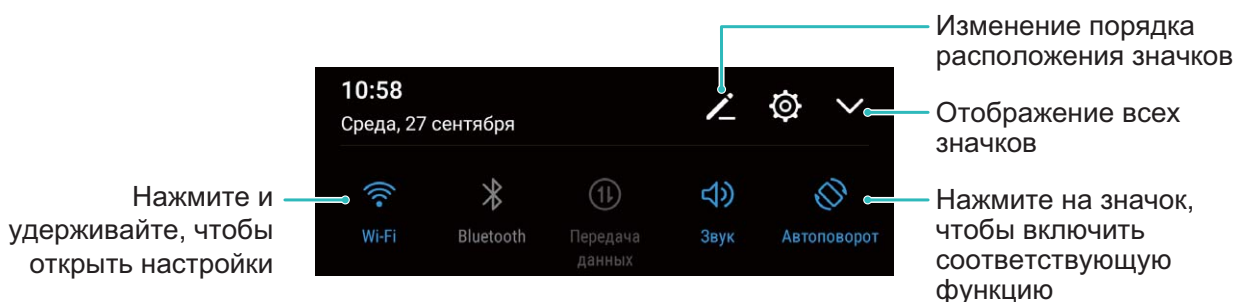 Изменение порядка
расположения значков
10:58
Среда, 27 сентября
Отображение всех
значков
Нажмите и
удерживайте, чтобы
открыть настройки
Wi-Fi
Bluetooth
Передача
данных
Звук
Автоповорот
Нажмите на значок,
чтобы включить
соответствующую
функцию